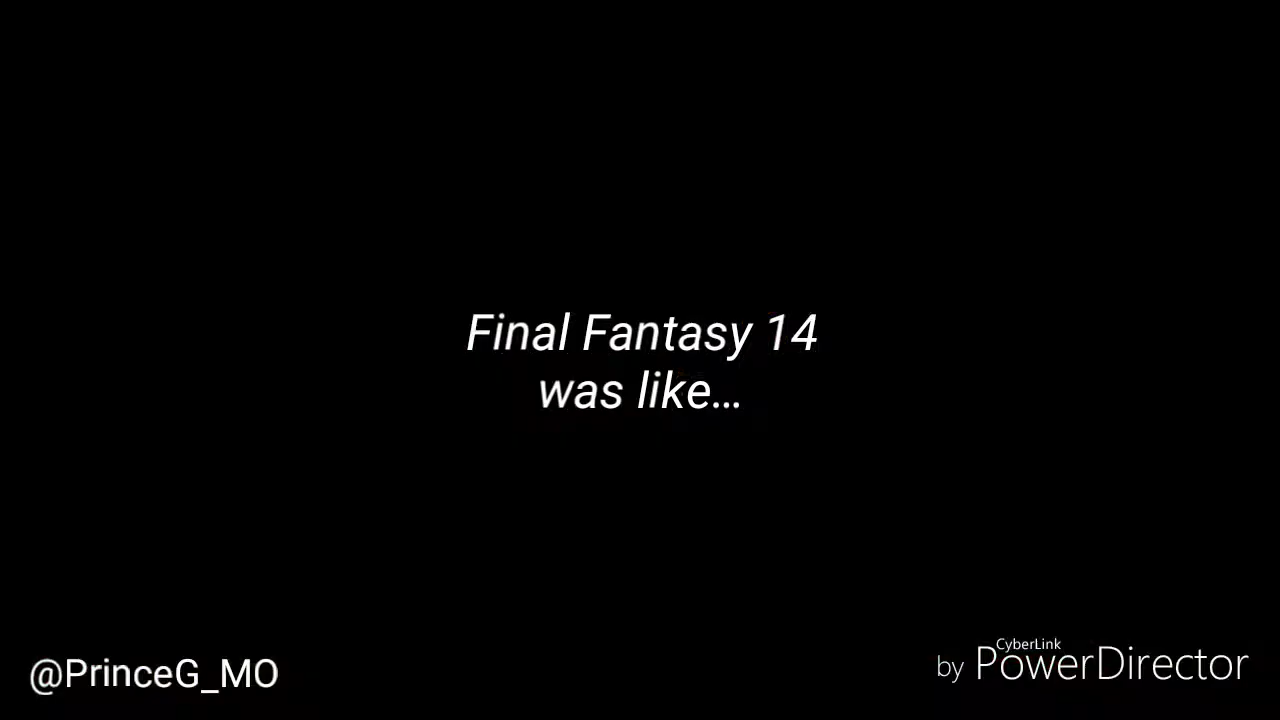 Final Fantasy 14
was like...
@PrinceG_MO
CyberLink
by PowerDirector